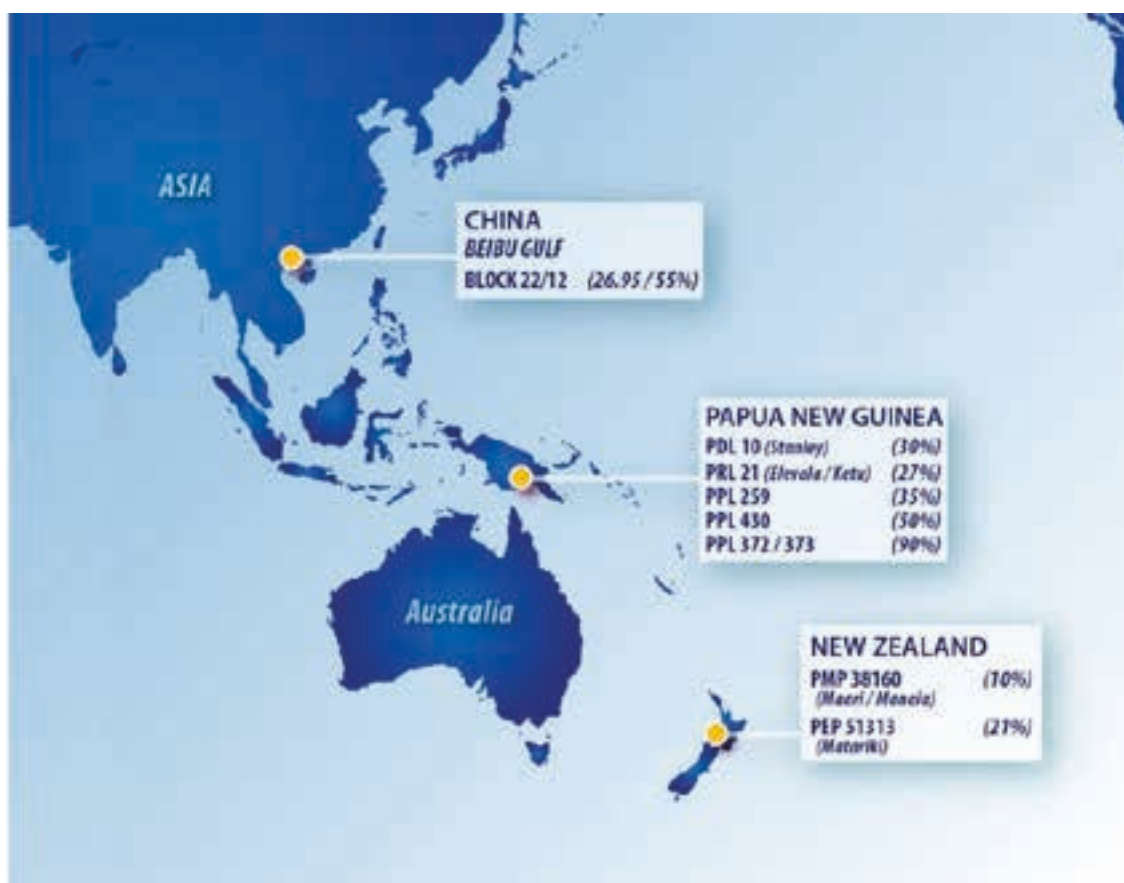 ASIA
CHINA
BEIBU GULF
BLOCK 22/12 (26.95 / 55%)
PAPUA NEW GUINEA
PDL 10 (Stanley) (30%)
PRL 21 (Elevala / Ketu) (27%)
PPL 259 (35%)
PPL 430 (50%)
PPL 372 / 373 (90%)
Australia
NEW ZEALAND
PMP 38160 (10%)
(Maari / Manaia)
PEP 51313 (21%)
(Matariki)